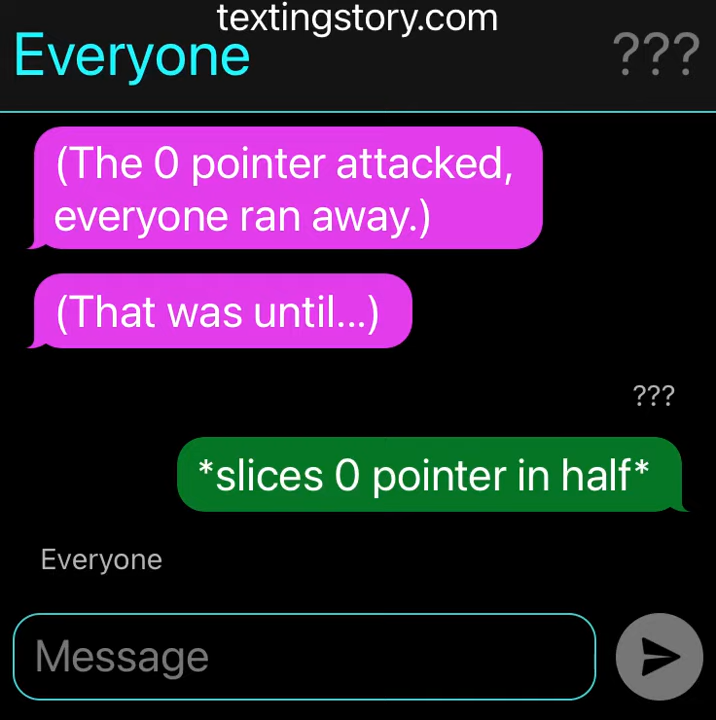 textingstory.com
Everyone
???
(The 0 pointer attacked,
everyone ran away.)
(That was until...)
???
*slices 0 pointer in half*
Everyone
Message